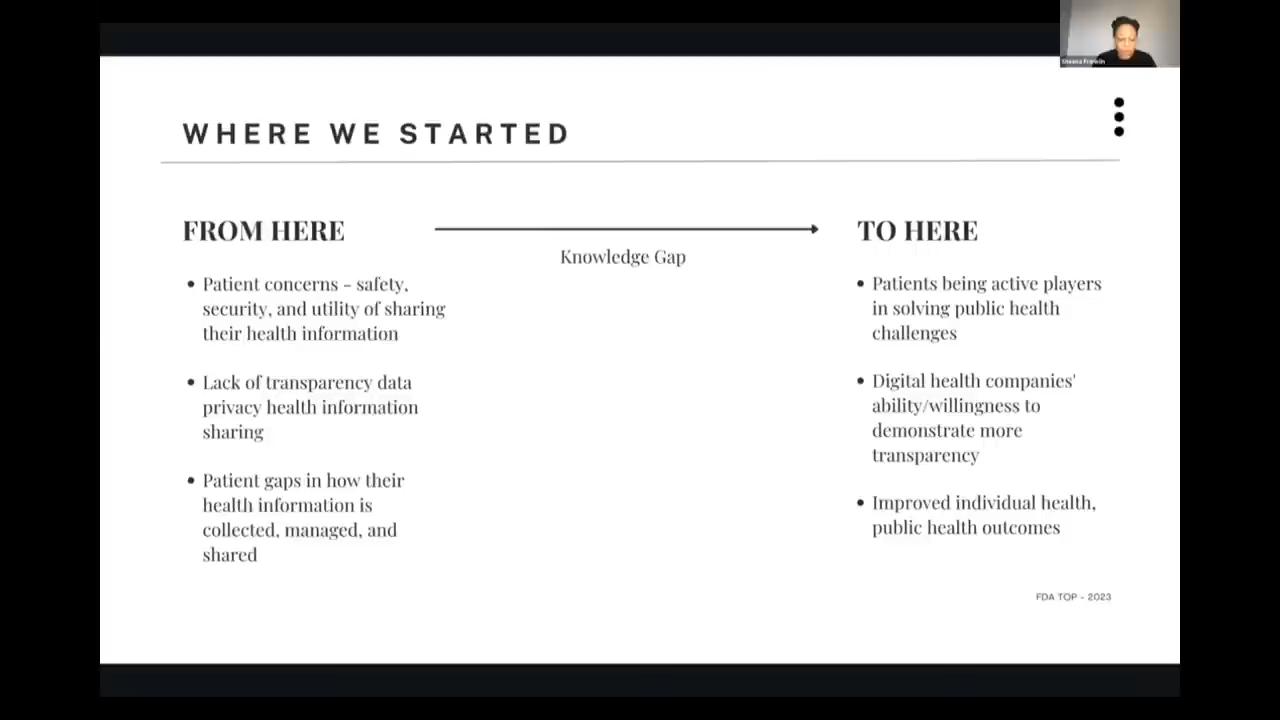 WHERE WE STARTED
FROM HERE
Knowledge Gap
TO HERE
• Patient concerns – safety,
security, and utility of sharing
their health information
• Lack of transparency data
privacy health information
sharing
• Patient gaps in how their
health information is
collected, managed, and
shared
• Patients being active players
in solving public health
challenges
• Digital health companies'
ability/willingness to
demonstrate more
transparency
• Improved individual health,
public health outcomes
FDA TOP - 2023